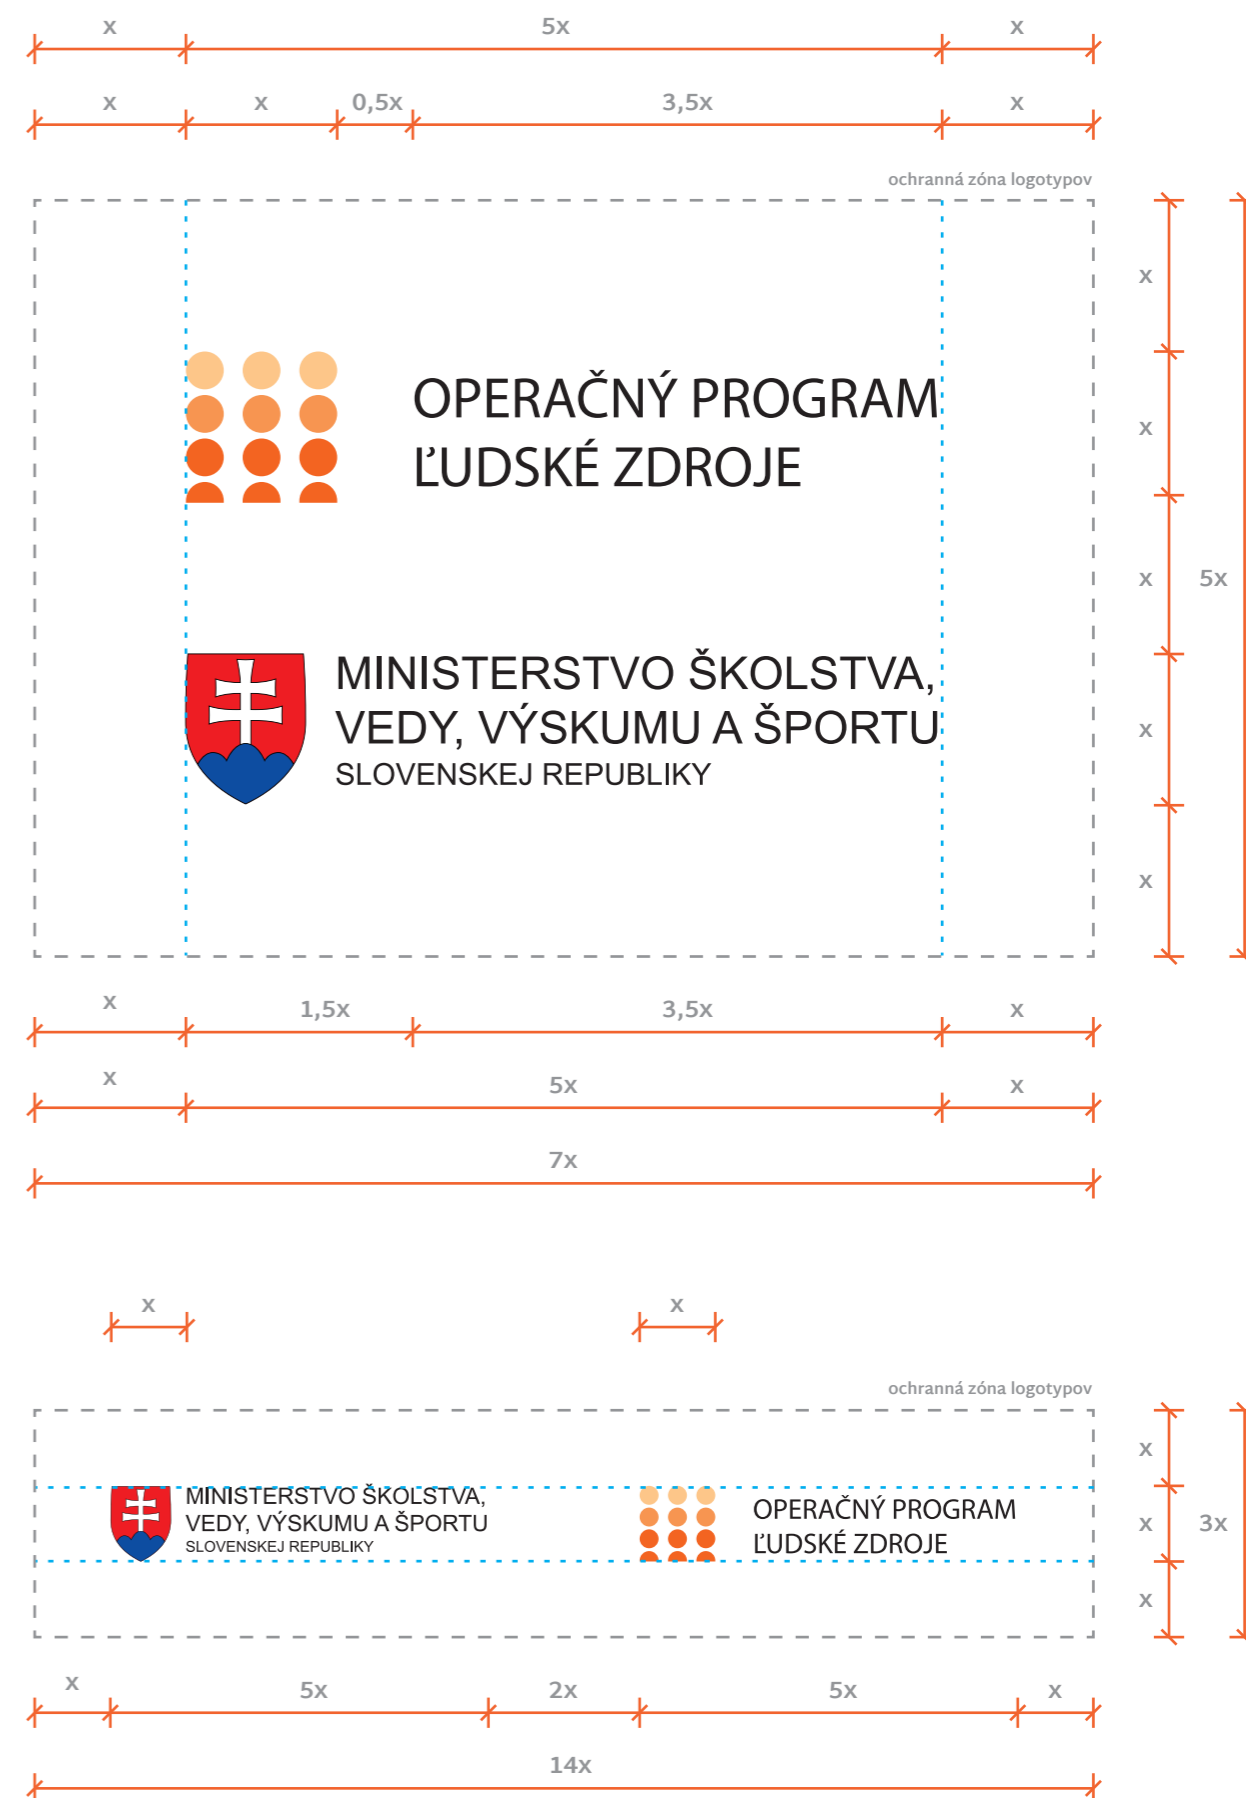 x 5x x
x x 0,5x 3,5x x
ochranná zóna logotypov
x
OPERAČNÝ PROGRAM
x
ĽUDSKÉ ZDROJE
x 5x
MINISTERSTVO ŠKOLSTVA,
VEDY, VÝSKUMU A ŠPORTU
x
SLOVENSKEJ REPUBLIKY
x
x 1,5x 3,5x x
x 5x x
7x
x x
ochranná zóna logotypov
x
MINISTERSTVO ŠKOLSTVA,
VEDY, VÝSKUMU A ŠPORTU
SLOVENSKEJ REPUBLIKY
OPERAČNÝ PROGRAM
ĽUDSKÉ ZDROJE
x 3x
x
x 5x 2x 5x x
14x